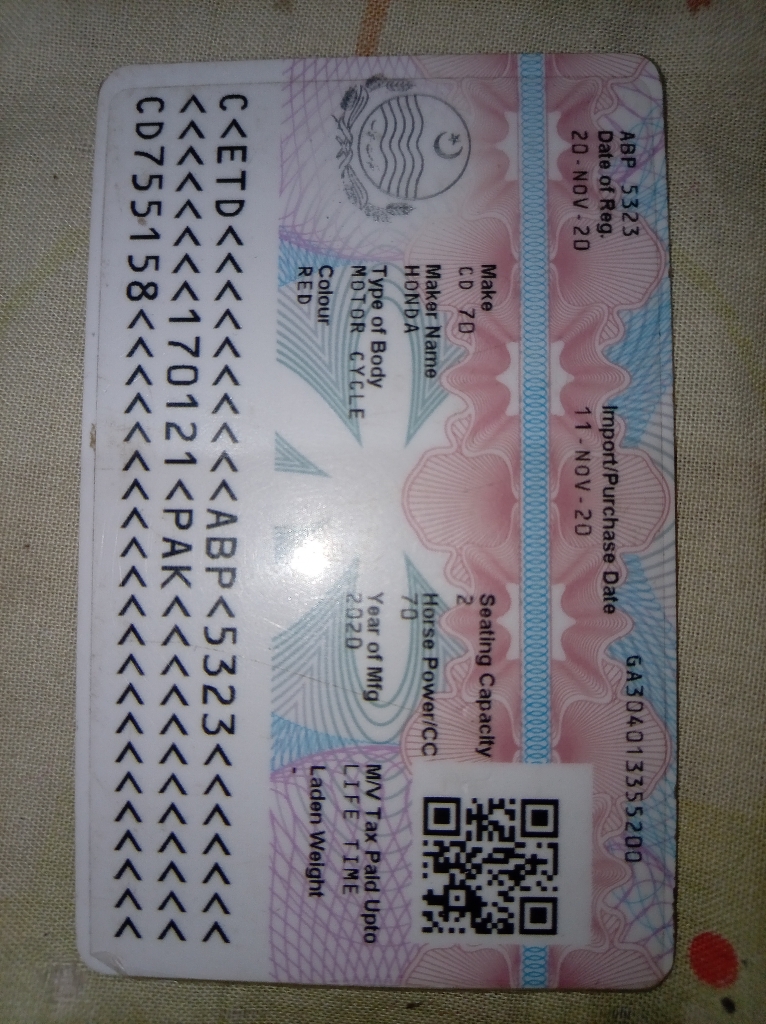 ABP 5323 GA304013355200
Date of Reg. Import/Purchase Date
20-NOV-20 11-NOV-20
Make Seating Capacity
CD 70 2
Maker Name Horse Power/CC
HONDA 70
Type of Body Year of Mfg M/V Tax Paid Upto
MOTOR CYCLE 2020 LIFE TIME
Colour Laden Weight
RED -
C<ETD<<<<<<<<<<ABP<5323<<<<<<<
<<<<<<<<170121<PAK<<<<<<<<<<<<
CD755158<<<<<<<<<<<<<<<<<<<<<<